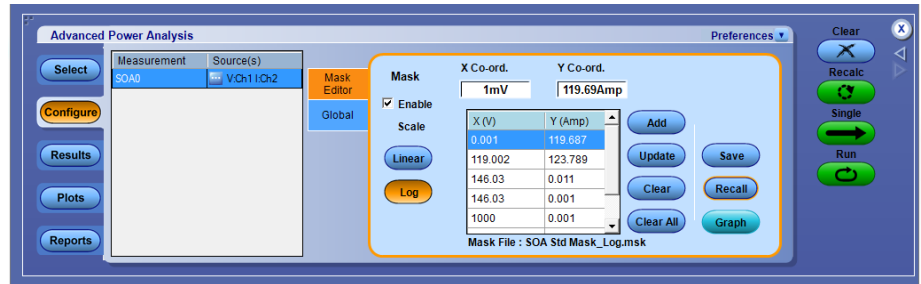 Advanced Power Analysis
Preferences
Clear
X
Select
Configure
Results
Plots
Reports
Measurement Source(s)
SOA0 V:Ch1 I:Ch2
Mask Editor
Global
Mask
Enable
Scale
Linear
Log
X Co-ord. Y Co-ord.
1mV 119.69Amp
X (V) Y (Amp)
0.001 119.687
119.002 123.789
146.03 0.011
146.03 0.001
1000 0.001
Mask File : SOA Std Mask_Log.msk
Add
Update
Clear
Clear All
Save
Recall
Graph
Recalc
Single
Run